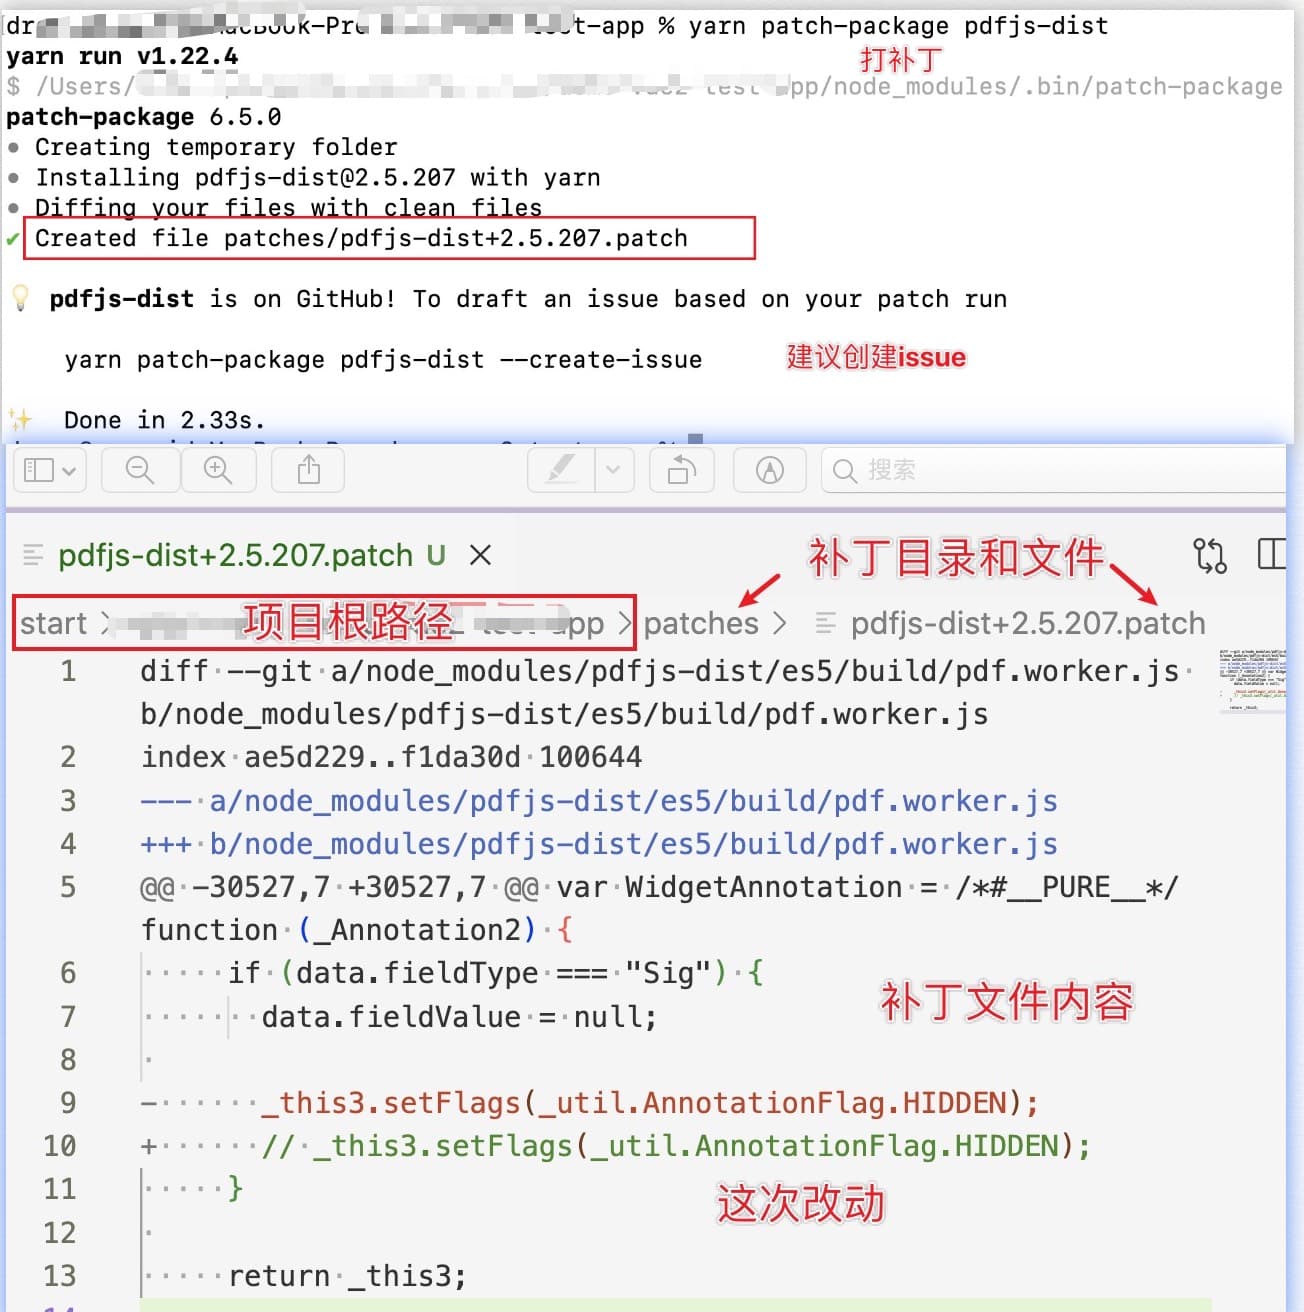 yarn patch-package pdfjs-dist
yarn run v1.22.4
打补丁
$ /Users/ app/node_modules/.bin/patch-package
patch-package 6.5.0
• Creating temporary folder
• Installing pdfjs-dist@2.5.207 with yarn
• Diffing your files with clean files
✔ Created file patches/pdfjs-dist+2.5.207.patch
💡 pdfjs-dist is on GitHub! To draft an issue based on your patch run
yarn patch-package pdfjs-dist --create-issue
建议创建issue
✨ Done in 2.33s.
搜索
pdfjs-dist+2.5.207.patch U
补丁目录和文件
start > 项目根路径 app > patches > pdfjs-dist+2.5.207.patch
1 diff --git a/node_modules/pdfjs-dist/es5/build/pdf.worker.js
b/node_modules/pdfjs-dist/es5/build/pdf.worker.js
2 index ae5d229..f1da30d 100644
3 --- a/node_modules/pdfjs-dist/es5/build/pdf.worker.js
4 +++ b/node_modules/pdfjs-dist/es5/build/pdf.worker.js
5 @@ -30527,7 +30527,7 @@ var WidgetAnnotation = /*#__PURE__*/
function (_Annotation2) {
6 if (data.fieldType === "Sig") {
7 data.fieldValue = null;
补丁文件内容
8
9 - _this3.setFlags(_util.AnnotationFlag.HIDDEN);
10 + // _this3.setFlags(_util.AnnotationFlag.HIDDEN);
11 }
这次改动
12
13 return _this3;